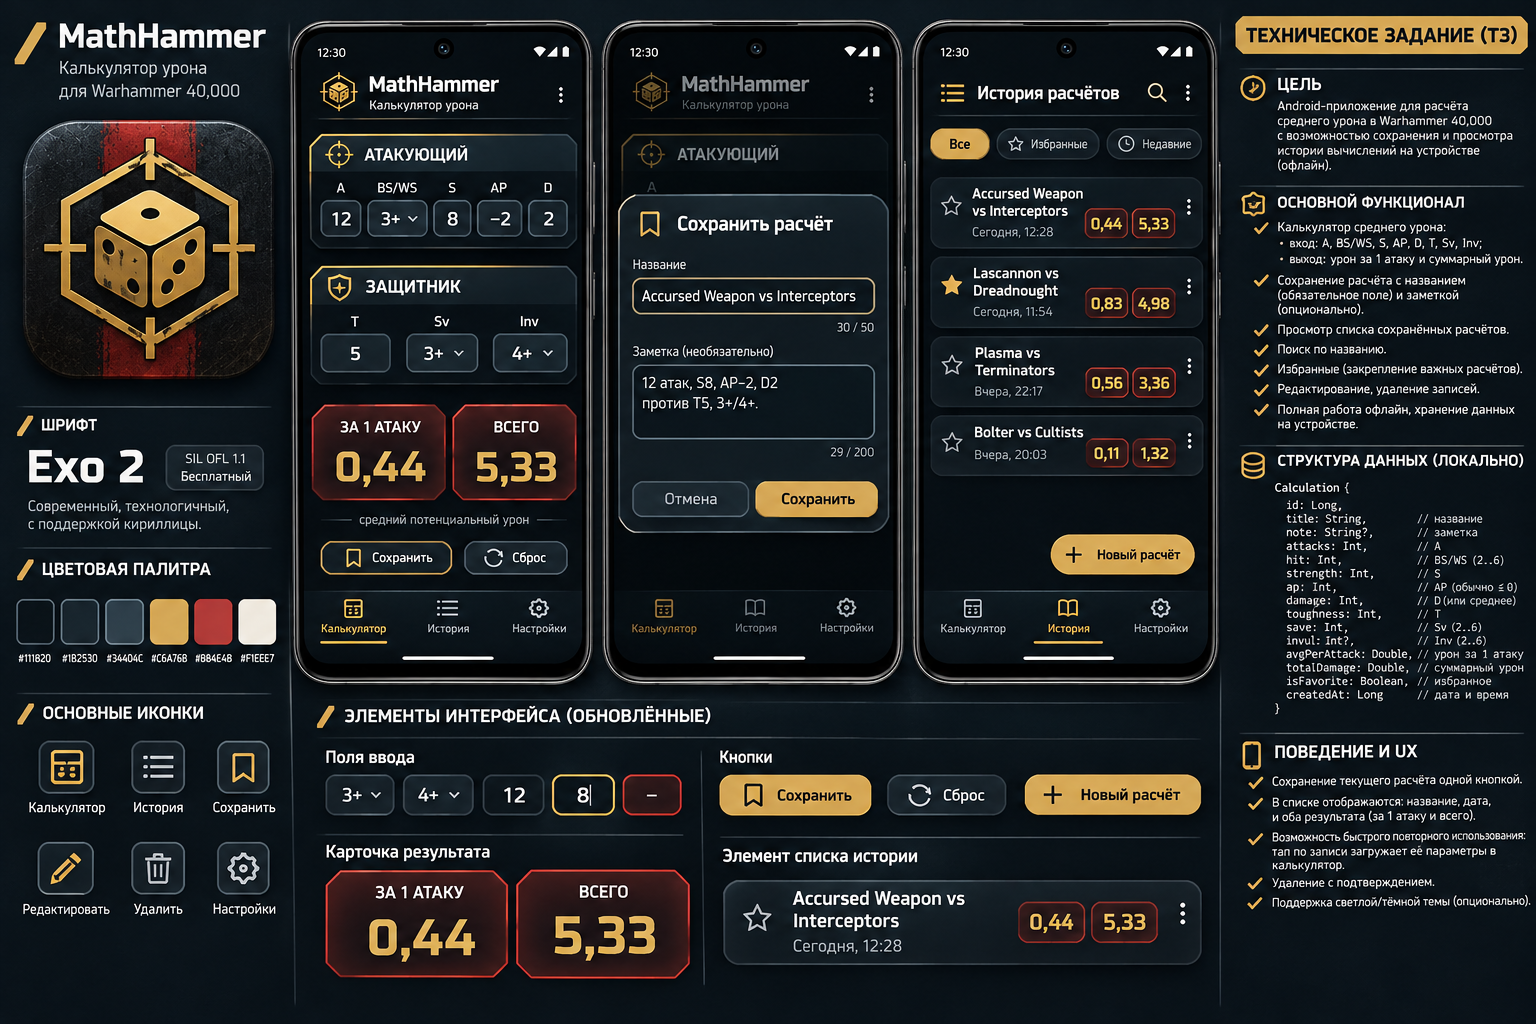 MathHammer
Калькулятор урона
для Warhammer 40,000
ШРИФТ
Exo 2
SIL OFL 1.1
Бесплатный
Современный, технологичный,
с поддержкой кириллицы.
ЦВЕТОВАЯ ПАЛИТРА
#111820 #1B2530 #34404C #C6A76B #B84E4B #F1EEE7
ОСНОВНЫЕ ИКОНКИ
Калькулятор История Сохранить
Редактировать Удалить Настройки
12:30
MathHammer
Калькулятор урона
АТАКУЮЩИЙ
A BS/WS S AP D
12 3+ 8 −2 2
ЗАЩИТНИК
T Sv Inv
5 3+ 4+
ЗА 1 АТАКУ ВСЕГО
0,44 5,33
средний потенциальный урон
Сохранить Сброс
Калькулятор История Настройки
12:30
MathHammer
Калькулятор урона
АТАКУЮЩИЙ
A
Сохранить расчёт
Название
Accursed Weapon vs Interceptors
30 / 50
Заметка (необязательно)
12 атак, S8, AP−2, D2
против T5, 3+/4+.
29 / 200
Отмена Сохранить
Калькулятор История Настройки
12:30
История расчётов
Все Избранные Недавние
Accursed Weapon
vs Interceptors
Сегодня, 12:28
0,44 5,33
Lascannon vs
Dreadnought
Сегодня, 11:54
0,83 4,98
Plasma vs
Terminators
Вчера, 22:17
0,56 3,36
Bolter vs Cultists
Вчера, 20:03
0,11 1,32
+ Новый расчёт
Калькулятор История Настройки
ЭЛЕМЕНТЫ ИНТЕРФЕЙСА (ОБНОВЛЁННЫЕ)
Поля ввода
3+ 4+ 12 8 −
Карточка результата
ЗА 1 АТАКУ ВСЕГО
0,44 5,33
Кнопки
Сохранить Сброс + Новый расчёт
Элемент списка истории
Accursed Weapon vs
Interceptors
Сегодня, 12:28
0,44 5,33
ТЕХНИЧЕСКОЕ ЗАДАНИЕ (ТЗ)
ЦЕЛЬ
Android-приложение для расчёта
среднего урона в Warhammer 40,000
с возможностью сохранения и просмотра
истории вычислений на устройстве
(офлайн).
ОСНОВНОЙ ФУНКЦИОНАЛ
Калькулятор среднего урона:
• вход: A, BS/WS, S, AP, D, T, Sv, Inv;
• выход: урон за 1 атаку и суммарный урон.
Сохранение расчёта с названием
(обязательное поле) и заметкой
(опционально).
Просмотр списка сохранённых расчётов.
Поиск по названию.
Избранные (закрепление важных расчётов).
Редактирование, удаление записей.
Полная работа офлайн, хранение данных
на устройстве.
СТРУКТУРА ДАННЫХ (ЛОКАЛЬНО)
Calculation {
id: Long,
title: String, // название
note: String?, // заметка
attacks: Int, // A
hit: Int, // BS/WS (2..6)
strength: Int, // S
ap: Int, // AP (обычно ≤ 0)
damage: Int, // D (или среднее)
toughness: Int, // T
save: Int, // Sv (2..6)
invul: Int?, // Inv (2..6)
avgPerAttack: Double, // урон за 1 атаку
totalDamage: Double, // суммарный урон
isFavorite: Boolean, // избранное
createdAt: Long // дата и время
}
ПОВЕДЕНИЕ И UX
Сохранение текущего расчёта одной кнопкой.
В списке отображаются: название, дата,
и оба результата (за 1 атаку и всего).
Возможность быстрого повторного использования:
тап по записи загружает её параметры в
калькулятор.
Удаление с подтверждением.
Поддержка светлой/тёмной темы (опционально).